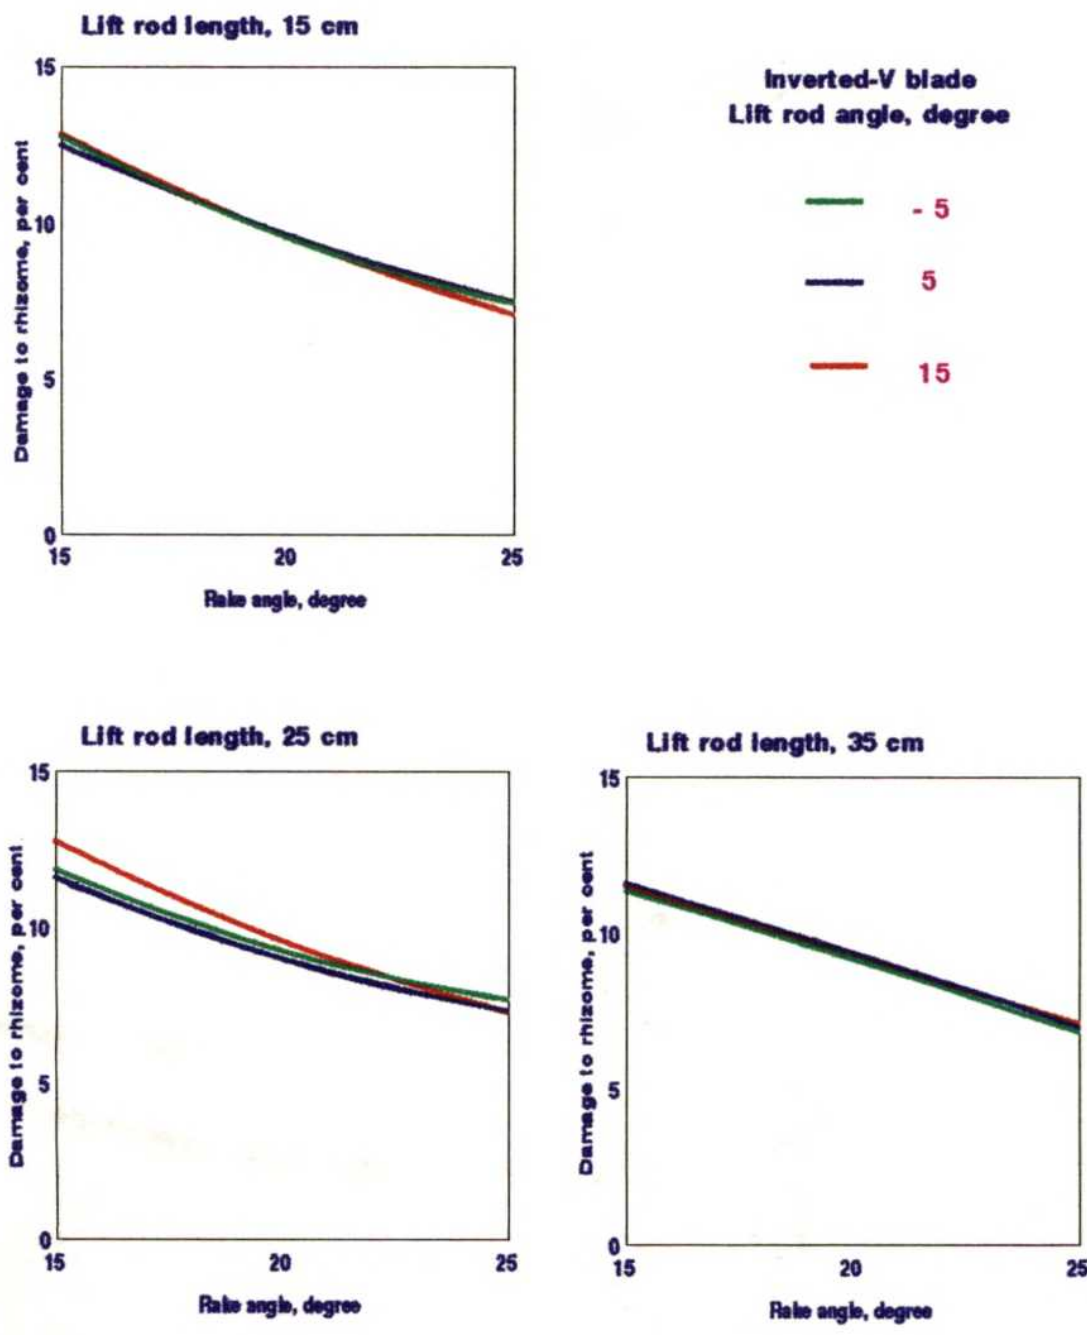 Lift rod length, 15 cm
15
10
5
0
15 20 25
Damage to rhizome, per cent
Rake angle, degree
Inverted-V blade
Lift rod angle, degree
- 5
5
15
Lift rod length, 25 cm
15
10
5
0
15 20 25
Damage to rhizome, per cent
Rake angle, degree
Lift rod length, 35 cm
15
10
5
0
15 20 25
Damage to rhizome, per cent
Rake angle, degree